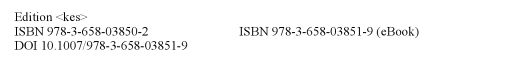 Edition <kes>
ISBN 978-3-658-03850-2 ISBN 978-3-658-03851-9 (eBook)
DOI 10.1007/978-3-658-03851-9